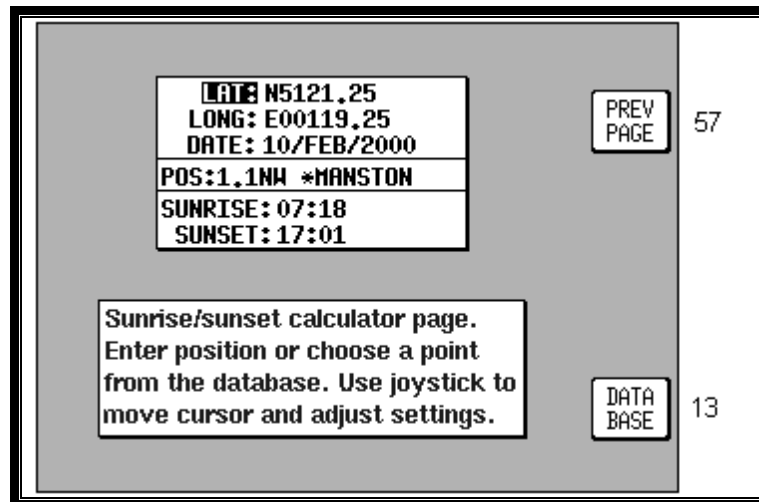 LAT: N5121.25
LONG: E00119.25
DATE: 10/FEB/2000
POS:1.1NW *MANSTON
SUNRISE: 07:18
SUNSET: 17:01
PREV
PAGE
57
Sunrise/sunset calculator page.
Enter position or choose a point
from the database. Use joystick to
move cursor and adjust settings.
DATA
BASE
13